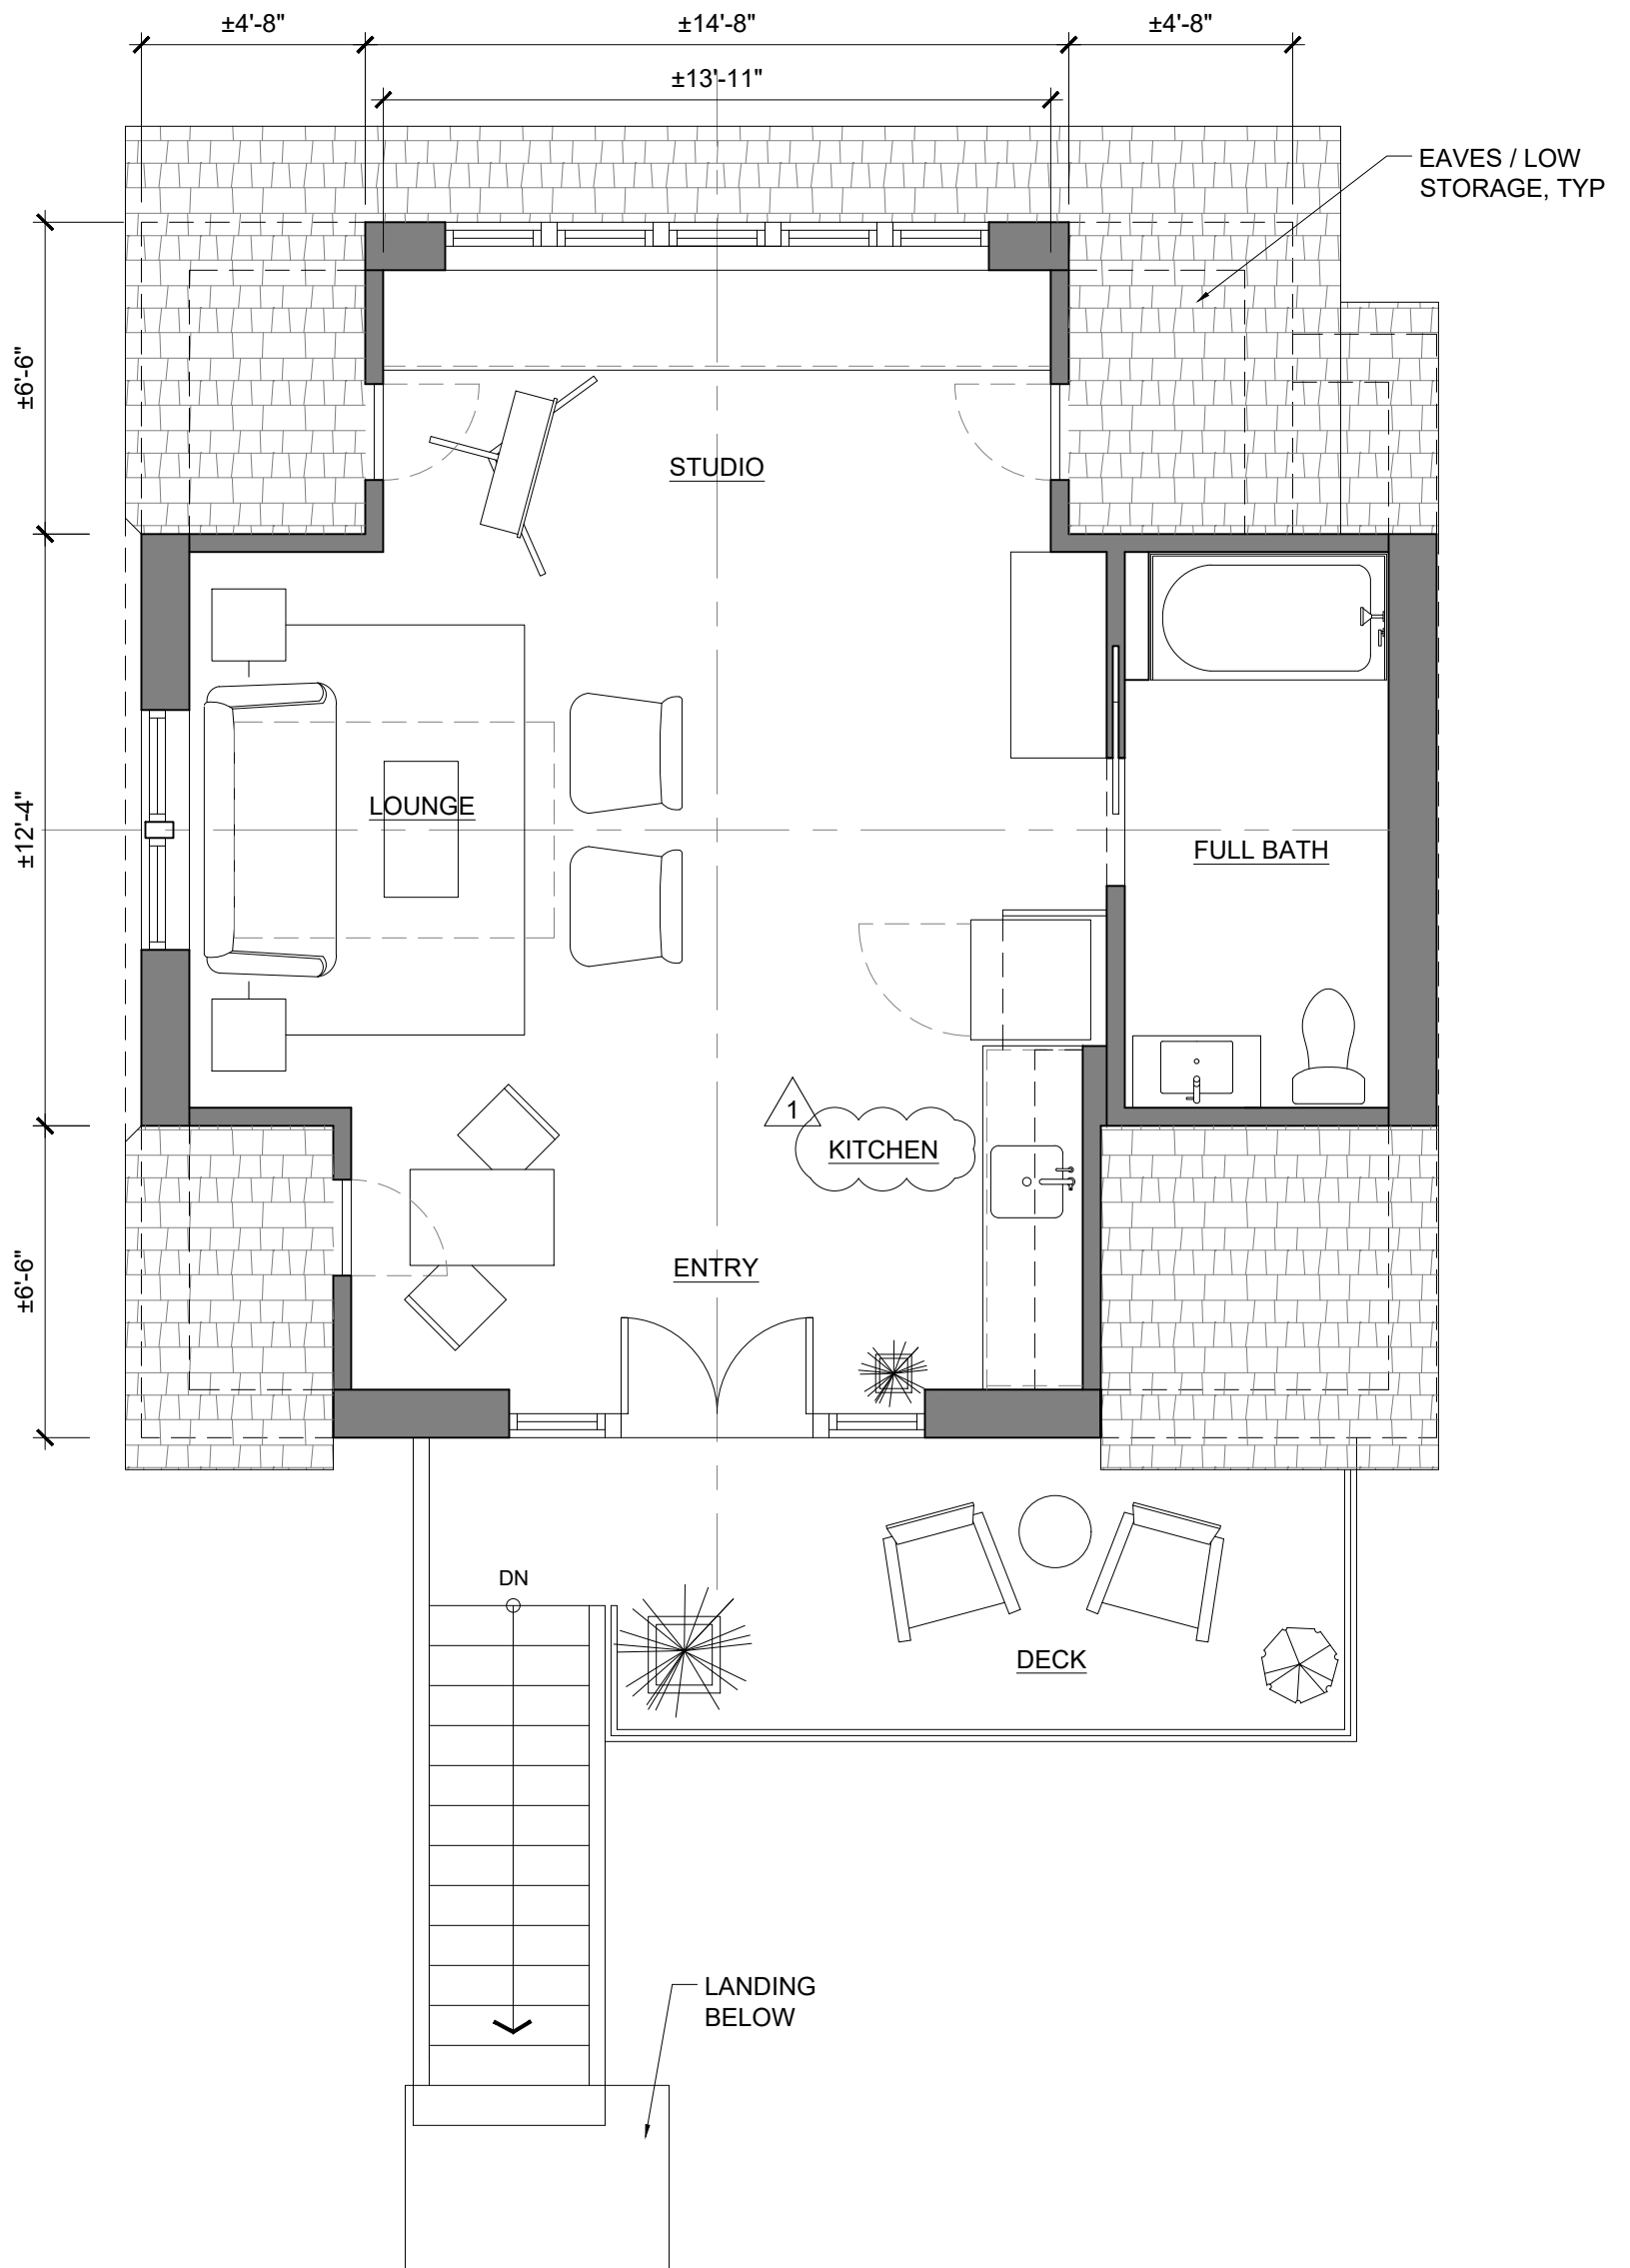 ±4'-8"
±14'-8"
±4'-8"
±13'-11"
EAVES / LOW
STORAGE, TYP
±6'-6"
STUDIO
±12'-4"
LOUNGE
FULL BATH
1
KITCHEN
±6'-6"
ENTRY
DN
DECK
LANDING
BELOW